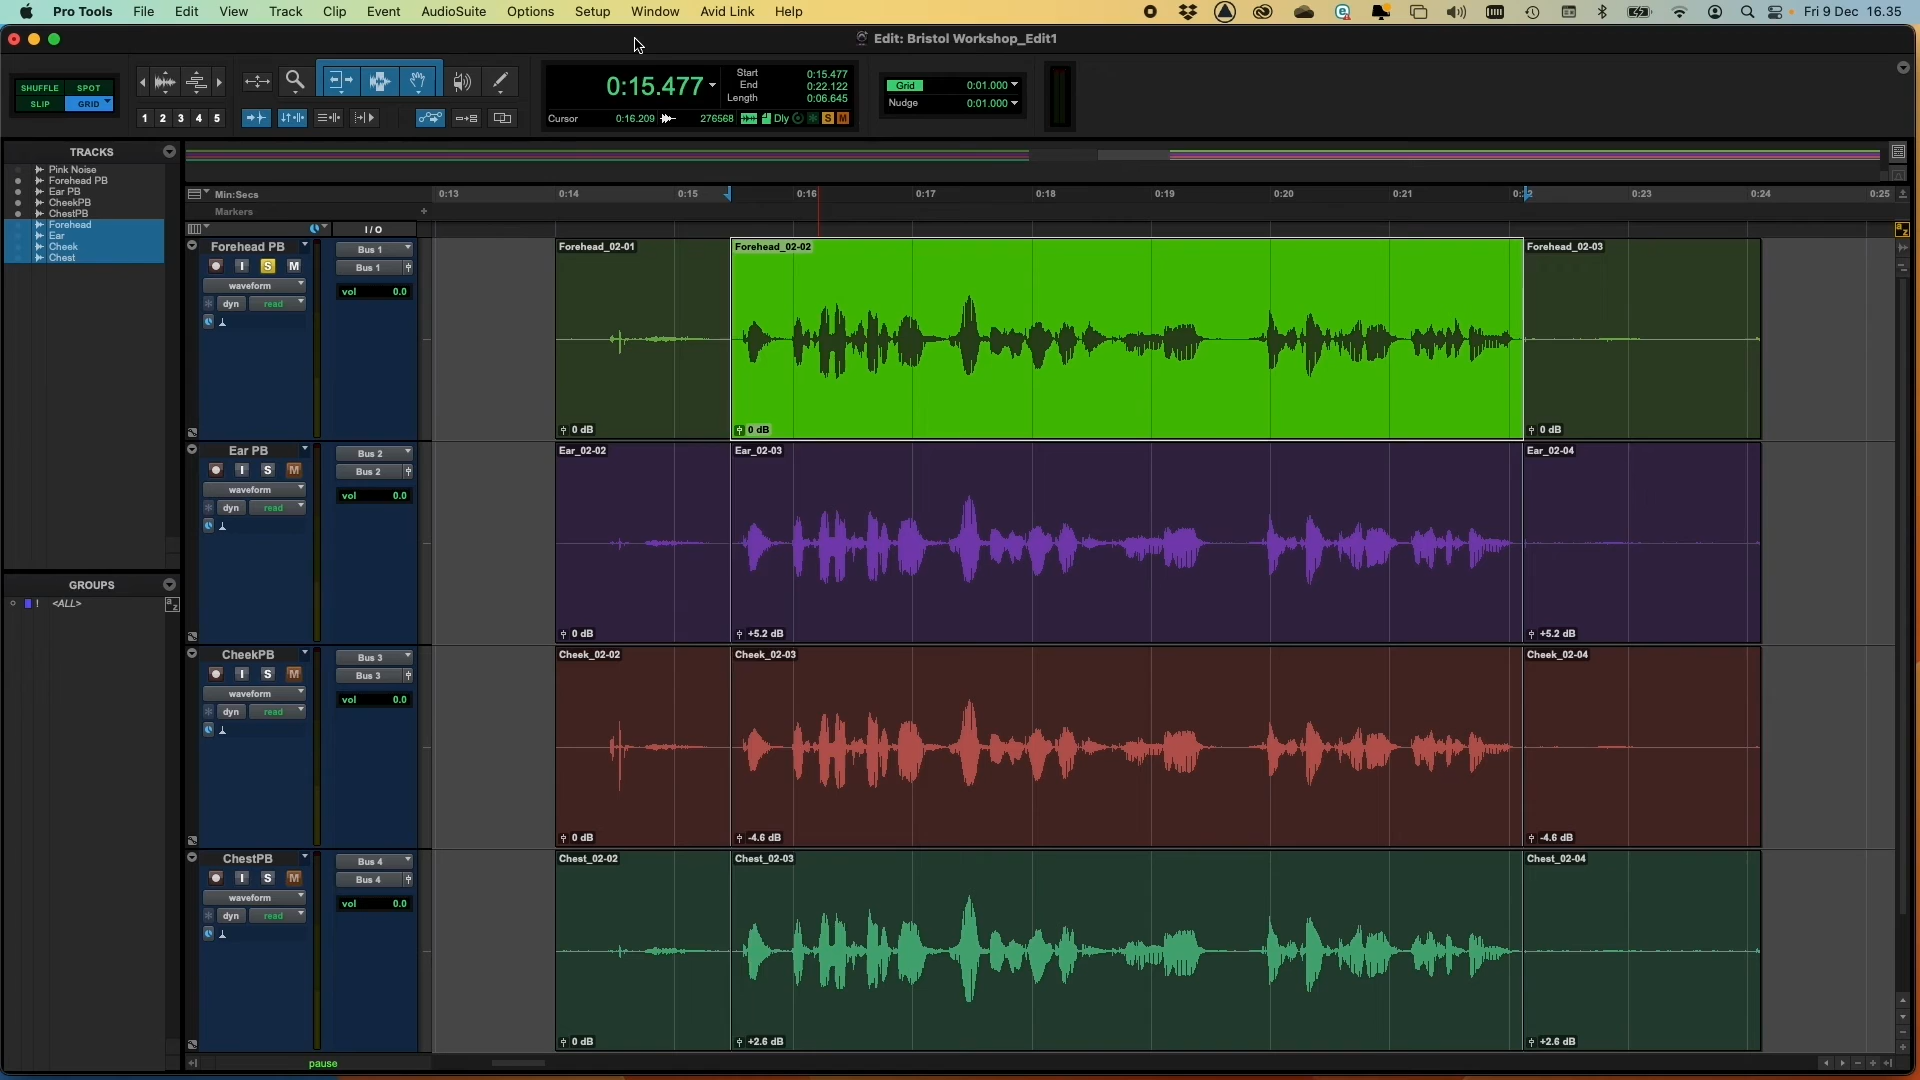 Pro Tools File Edit View Track Clip Event AudioSuite Options Setup Window Avid Link Help Fri 9 Dec 16.35
Edit: Bristol Workshop_Edit1
SHUFFLE SPOT
SLIP GRID
1 2 3 4 5
0:15.477
Start 0:15.477
End 0:22.122
Length 0:06.645
Cursor 0:16.209 276568 Dly S M
Grid 0:01.000
Nudge 0:01.000
TRACKS
Pink Noise
Forehead PB
Ear PB
CheekPB
ChestPB
Forehead
Ear
Cheek
Chest
GROUPS
! <ALL>
a z
Min:Secs 0:13 0:14 0:15 0:16 0:17 0:18 0:19 0:20 0:21 0:22 0:23 0:24 0:25
Markers +
I / O
a z
Forehead PB
I S M
waveform
dyn read
Bus 1
Bus 1
vol 0.0
Forehead_02-01 Forehead_02-02 Forehead_02-03
0 dB 0 dB 0 dB
Ear PB
I S M
waveform
dyn read
Bus 2
Bus 2
vol 0.0
Ear_02-02 Ear_02-03 Ear_02-04
0 dB +5.2 dB +5.2 dB
CheekPB
I S M
waveform
dyn read
Bus 3
Bus 3
vol 0.0
Cheek_02-02 Cheek_02-03 Cheek_02-04
0 dB -4.6 dB -4.6 dB
ChestPB
I S M
waveform
dyn read
Bus 4
Bus 4
vol 0.0
Chest_02-02 Chest_02-03 Chest_02-04
0 dB +2.6 dB +2.6 dB
pause